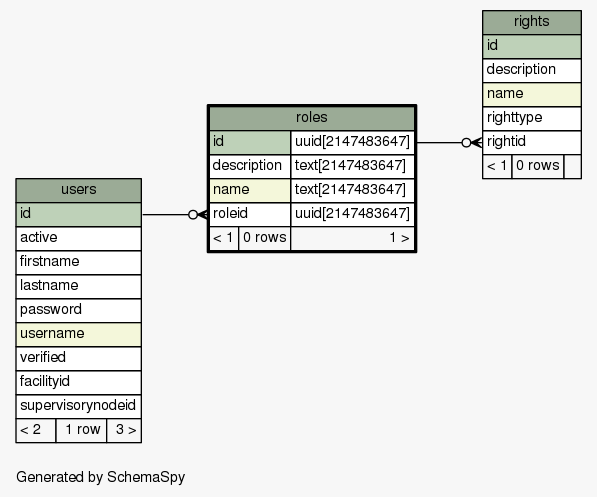 rights
id
description
name
righttype
rightid
< 1 0 rows
roles
id uuid[2147483647]
description text[2147483647]
name text[2147483647]
roleid uuid[2147483647]
< 1 0 rows 1 >
users
id
active
firstname
lastname
password
username
verified
facilityid
supervisorynodeid
< 2 1 row 3 >
Generated by SchemaSpy